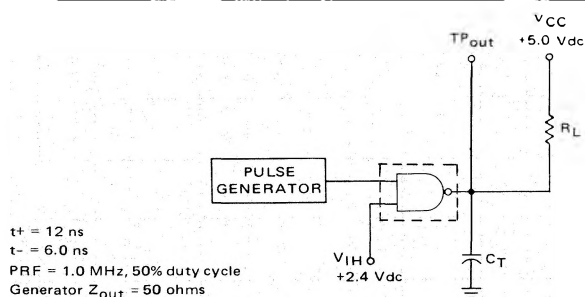 VCC
TPout
+5.0 Vdc
RL
PULSE
GENERATOR
t+ = 12 ns
t- = 6.0 ns
VIH
CT
PRF = 1.0 MHz, 50% duty cycle
+2.4 Vdc
Generator Zout = 50 ohms